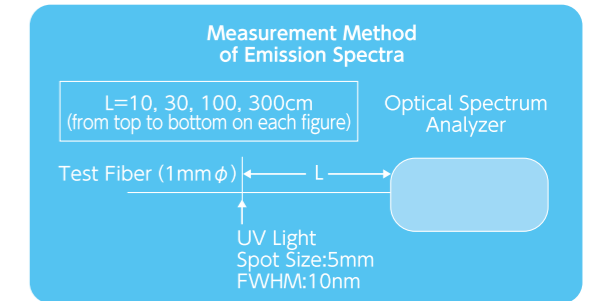 Measurement Method
of Emission Spectra
L=10, 30, 100, 300cm
(from top to bottom on each figure)
Optical Spectrum
Analyzer
Test Fiber (1mmϕ)
L
UV Light
Spot Size:5mm
FWHM:10nm